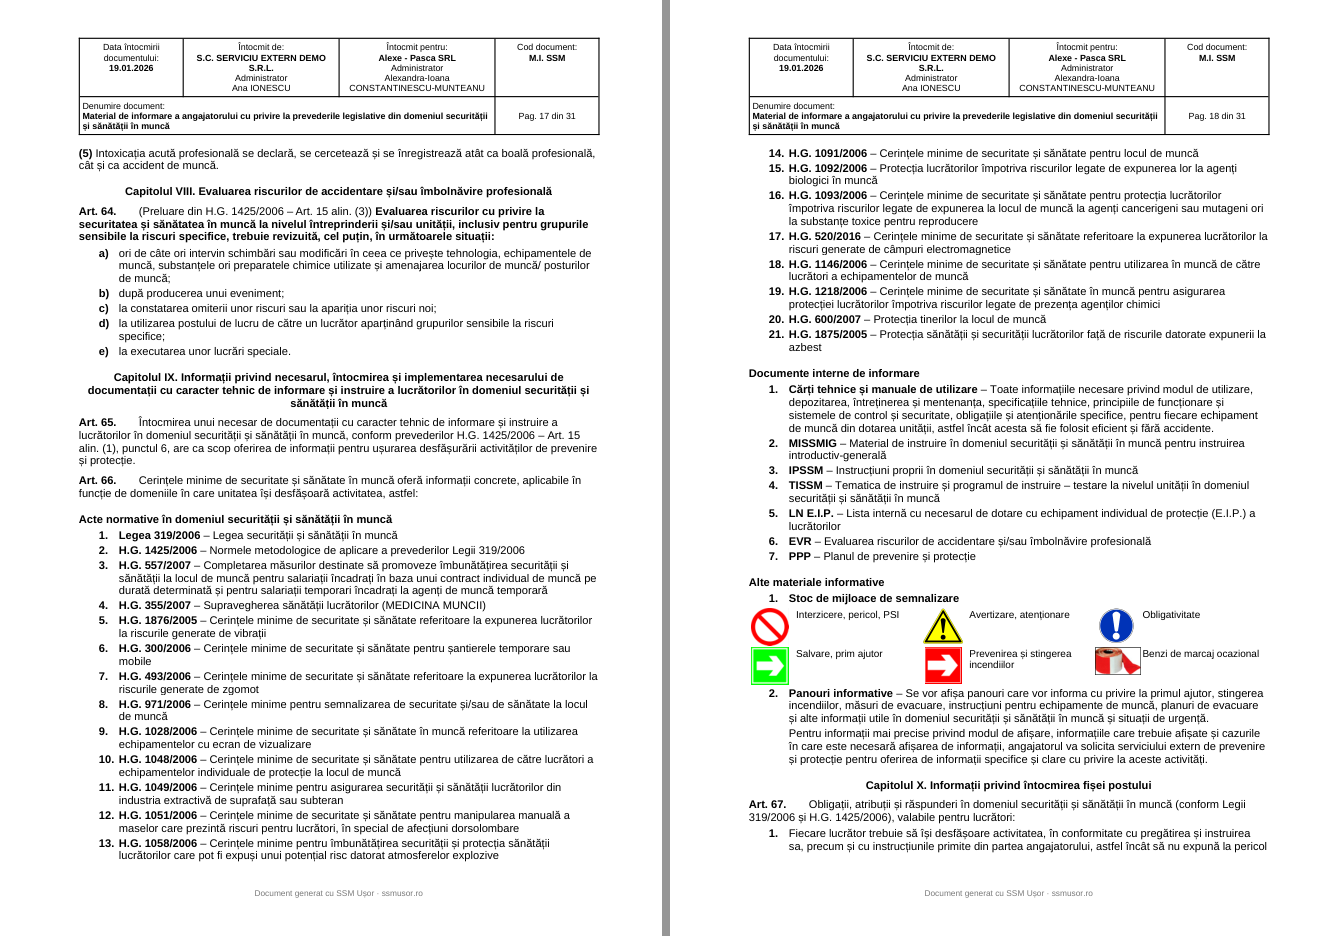 Data întocmirii
documentului:
19.01.2026
Întocmit de:
S.C. SERVICIU EXTERN DEMO
S.R.L.
Administrator
Ana IONESCU
Întocmit pentru:
Alexe - Pasca SRL
Administrator
Alexandra-Ioana
CONSTANTINESCU-MUNTEANU
Cod document:
M.I. SSM
Denumire document:
Material de informare a angajatorului cu privire la prevederile legislative din domeniul securității
și sănătății în muncă
Pag. 17 din 31
(5) Intoxicația acută profesională se declară, se cercetează și se înregistrează atât ca boală profesională,
cât și ca accident de muncă.
Capitolul VIII. Evaluarea riscurilor de accidentare și/sau îmbolnăvire profesională
Art. 64. (Preluare din H.G. 1425/2006 – Art. 15 alin. (3)) Evaluarea riscurilor cu privire la
securitatea și sănătatea în muncă la nivelul întreprinderii și/sau unității, inclusiv pentru grupurile
sensibile la riscuri specifice, trebuie revizuită, cel puțin, în următoarele situații:
a) ori de câte ori intervin schimbări sau modificări în ceea ce privește tehnologia, echipamentele de
muncă, substanțele ori preparatele chimice utilizate și amenajarea locurilor de muncă/ posturilor
de muncă;
b) după producerea unui eveniment;
c) la constatarea omiterii unor riscuri sau la apariția unor riscuri noi;
d) la utilizarea postului de lucru de către un lucrător aparținând grupurilor sensibile la riscuri
specifice;
e) la executarea unor lucrări speciale.
Capitolul IX. Informații privind necesarul, întocmirea și implementarea necesarului de
documentații cu caracter tehnic de informare și instruire a lucrătorilor în domeniul securității și
sănătății în muncă
Art. 65. Întocmirea unui necesar de documentații cu caracter tehnic de informare și instruire a
lucrătorilor în domeniul securității și sănătății în muncă, conform prevederilor H.G. 1425/2006 – Art. 15
alin. (1), punctul 6, are ca scop oferirea de informații pentru ușurarea desfășurării activităților de prevenire
și protecție.
Art. 66. Cerințele minime de securitate și sănătate în muncă oferă informații concrete, aplicabile în
funcție de domeniile în care unitatea își desfășoară activitatea, astfel:
Acte normative în domeniul securității și sănătății în muncă
1. Legea 319/2006 – Legea securității și sănătății în muncă
2. H.G. 1425/2006 – Normele metodologice de aplicare a prevederilor Legii 319/2006
3. H.G. 557/2007 – Completarea măsurilor destinate să promoveze îmbunătățirea securității și
sănătății la locul de muncă pentru salariații încadrați în baza unui contract individual de muncă pe
durată determinată și pentru salariații temporari încadrați la agenți de muncă temporară
4. H.G. 355/2007 – Supravegherea sănătății lucrătorilor (MEDICINA MUNCII)
5. H.G. 1876/2005 – Cerințele minime de securitate și sănătate referitoare la expunerea lucrătorilor
la riscurile generate de vibrații
6. H.G. 300/2006 – Cerințele minime de securitate și sănătate pentru șantierele temporare sau
mobile
7. H.G. 493/2006 – Cerințele minime de securitate și sănătate referitoare la expunerea lucrătorilor la
riscurile generate de zgomot
8. H.G. 971/2006 – Cerințele minime pentru semnalizarea de securitate și/sau de sănătate la locul
de muncă
9. H.G. 1028/2006 – Cerințele minime de securitate și sănătate în muncă referitoare la utilizarea
echipamentelor cu ecran de vizualizare
10. H.G. 1048/2006 – Cerințele minime de securitate și sănătate pentru utilizarea de către lucrători a
echipamentelor individuale de protecție la locul de muncă
11. H.G. 1049/2006 – Cerințele minime pentru asigurarea securității și sănătății lucrătorilor din
industria extractivă de suprafață sau subteran
12. H.G. 1051/2006 – Cerințele minime de securitate și sănătate pentru manipularea manuală a
maselor care prezintă riscuri pentru lucrători, în special de afecțiuni dorsolombare
13. H.G. 1058/2006 – Cerințele minime pentru îmbunătățirea securității și protecția sănătății
lucrătorilor care pot fi expuși unui potențial risc datorat atmosferelor explozive
Document generat cu SSM Ușor · ssmusor.ro
Data întocmirii
documentului:
19.01.2026
Întocmit de:
S.C. SERVICIU EXTERN DEMO
S.R.L.
Administrator
Ana IONESCU
Întocmit pentru:
Alexe - Pasca SRL
Administrator
Alexandra-Ioana
CONSTANTINESCU-MUNTEANU
Cod document:
M.I. SSM
Denumire document:
Material de informare a angajatorului cu privire la prevederile legislative din domeniul securității
și sănătății în muncă
Pag. 18 din 31
14. H.G. 1091/2006 – Cerințele minime de securitate și sănătate pentru locul de muncă
15. H.G. 1092/2006 – Protecția lucrătorilor împotriva riscurilor legate de expunerea lor la agenți
biologici în muncă
16. H.G. 1093/2006 – Cerințele minime de securitate și sănătate pentru protecția lucrătorilor
împotriva riscurilor legate de expunerea la locul de muncă la agenți cancerigeni sau mutageni ori
la substanțe toxice pentru reproducere
17. H.G. 520/2016 – Cerințele minime de securitate și sănătate referitoare la expunerea lucrătorilor la
riscuri generate de câmpuri electromagnetice
18. H.G. 1146/2006 – Cerințele minime de securitate și sănătate pentru utilizarea în muncă de către
lucrători a echipamentelor de muncă
19. H.G. 1218/2006 – Cerințele minime de securitate și sănătate în muncă pentru asigurarea
protecției lucrătorilor împotriva riscurilor legate de prezența agenților chimici
20. H.G. 600/2007 – Protecția tinerilor la locul de muncă
21. H.G. 1875/2005 – Protecția sănătății și securității lucrătorilor față de riscurile datorate expunerii la
azbest
Documente interne de informare
1. Cărți tehnice și manuale de utilizare – Toate informațiile necesare privind modul de utilizare,
depozitarea, întreținerea și mentenanța, specificațiile tehnice, principiile de funcționare și
sistemele de control și securitate, obligațiile și atenționările specifice, pentru fiecare echipament
de muncă din dotarea unității, astfel încât acesta să fie folosit eficient și fără accidente.
2. MISSMIG – Material de instruire în domeniul securității și sănătății în muncă pentru instruirea
introductiv-generală
3. IPSSM – Instrucțiuni proprii în domeniul securității și sănătății în muncă
4. TISSM – Tematica de instruire și programul de instruire – testare la nivelul unității în domeniul
securității și sănătății în muncă
5. LN E.I.P. – Lista internă cu necesarul de dotare cu echipament individual de protecție (E.I.P.) a
lucrătorilor
6. EVR – Evaluarea riscurilor de accidentare și/sau îmbolnăvire profesională
7. PPP – Planul de prevenire și protecție
Alte materiale informative
1. Stoc de mijloace de semnalizare
Interzicere, pericol, PSI
Avertizare, atenționare
Obligativitate
Salvare, prim ajutor
Prevenirea și stingerea
incendiilor
Benzi de marcaj ocazional
2. Panouri informative – Se vor afișa panouri care vor informa cu privire la primul ajutor, stingerea
incendiilor, măsuri de evacuare, instrucțiuni pentru echipamente de muncă, planuri de evacuare
și alte informații utile în domeniul securității și sănătății în muncă și situații de urgență.
Pentru informații mai precise privind modul de afișare, informațiile care trebuie afișate și cazurile
în care este necesară afișarea de informații, angajatorul va solicita serviciului extern de prevenire
și protecție pentru oferirea de informații specifice și clare cu privire la aceste activități.
Capitolul X. Informații privind întocmirea fișei postului
Art. 67. Obligații, atribuții și răspunderi în domeniul securității și sănătății în muncă (conform Legii
319/2006 și H.G. 1425/2006), valabile pentru lucrători:
1. Fiecare lucrător trebuie să își desfășoare activitatea, în conformitate cu pregătirea și instruirea
sa, precum și cu instrucțiunile primite din partea angajatorului, astfel încât să nu expună la pericol
Document generat cu SSM Ușor · ssmusor.ro